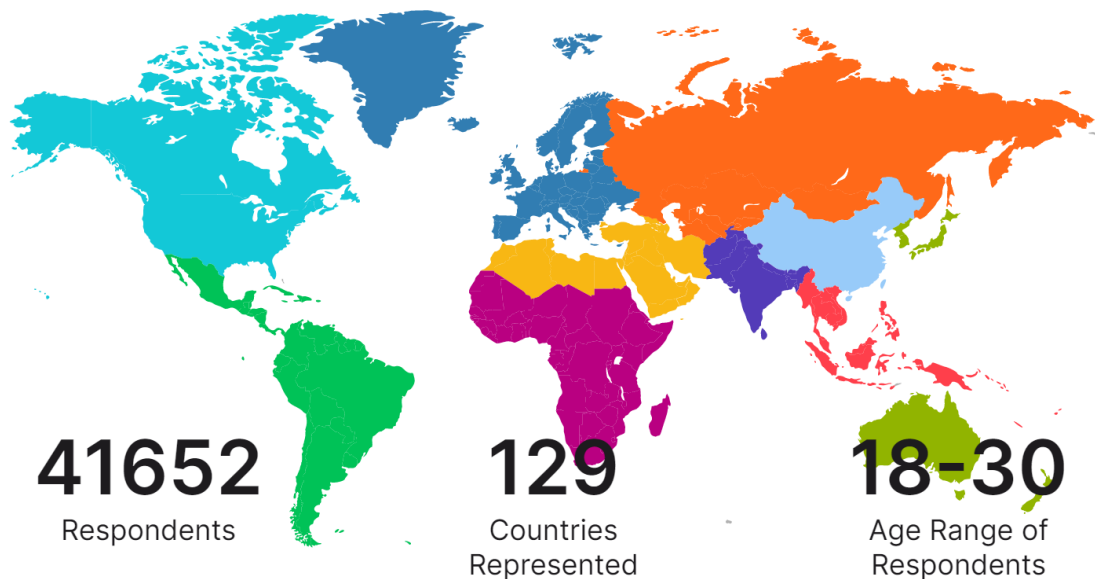 41652
Respondents
129
Countries
Represented
18-30
Age Range of
Respondents